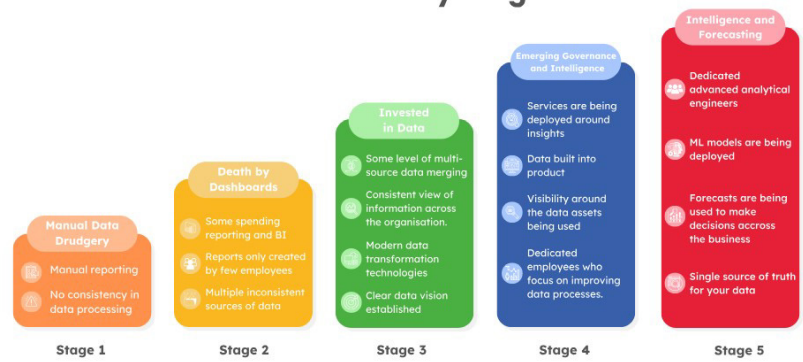 Manual Data
Drudgery
Manual reporting
No consistency in
data processing
Stage 1
Death by
Dashboards
Some spending
reporting and BI
Reports only created
by few employees
Multiple inconsistent
sources of data
Stage 2
Invested
in Data
Some level of multi-
source data merging
Consistent view of
information across
the organisation.
Modern data
transformation
technologies
Clear data vision
established
Stage 3
Emerging Governance
and Intelligence
Services are being
deployed around
insights
Data built into
product
Visibility around
the data assets
being used
Dedicated
employees who
focus on improving
data processes.
Stage 4
Intelligence and
Forecasting
Dedicated
advanced analytical
engineers
ML models are being
deployed
Forecasts are being
used to make
decisions accross
the business
Single source of truth
for your data
Stage 5